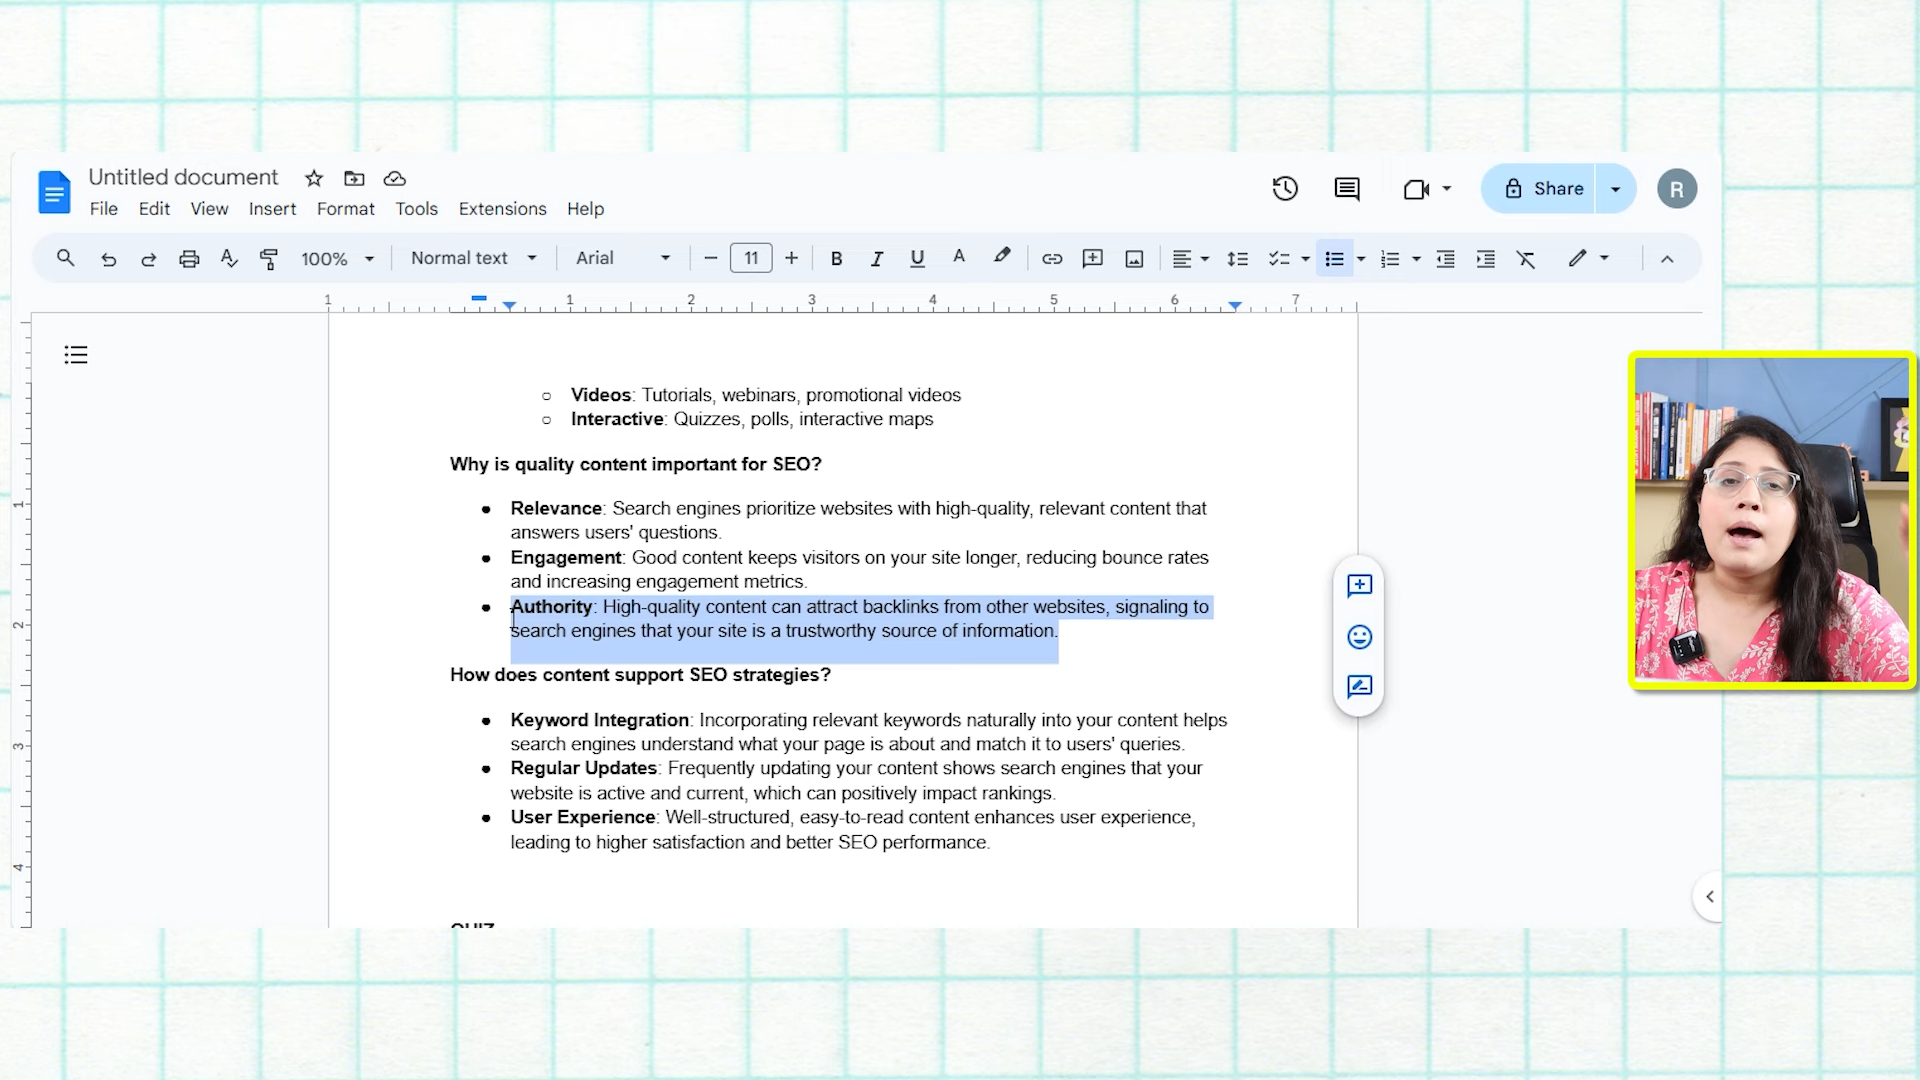 Untitled document
File Edit View Insert Format Tools Extensions Help
Share
R
100% Normal text Arial 11 B I U A
1 1 2 3 4 5 6 7
Videos: Tutorials, webinars, promotional videos
Interactive: Quizzes, polls, interactive maps
Why is quality content important for SEO?
Relevance: Search engines prioritize websites with high-quality, relevant content that
answers users' questions.
Engagement: Good content keeps visitors on your site longer, reducing bounce rates
and increasing engagement metrics.
Authority: High-quality content can attract backlinks from other websites, signaling to
search engines that your site is a trustworthy source of information.
How does content support SEO strategies?
Keyword Integration: Incorporating relevant keywords naturally into your content helps
search engines understand what your page is about and match it to users' queries.
Regular Updates: Frequently updating your content shows search engines that your
website is active and current, which can positively impact rankings.
User Experience: Well-structured, easy-to-read content enhances user experience,
leading to higher satisfaction and better SEO performance.
QUIZ
1
2
3
4